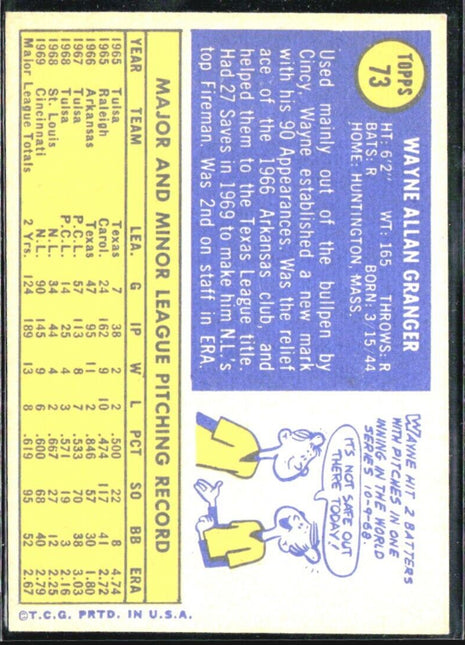 TOPPS
73
WAYNE ALLAN GRANGER
HT: 6'2" WT: 165 THROWS: R
BATS: R BORN: 3 15 44
HOME: HUNTINGTON, MASS.
Used mainly out of the bullpen by
Cincy, Wayne established a new mark
with his 90 Appearances. Was the relief
ace of the 1966 Arkansas club, and
helped them to the Texas League title.
Had 27 Saves in 1969 to make him N.L.'s
top Fireman. Was 2nd on staff in ERA.
WAYNE HIT 2 BATTERS
WITH PITCHES IN ONE
INNING IN THE WORLD
SERIES 10-9-68.
IT'S NOT SAFE OUT
THERE TODAY!
MAJOR AND MINOR LEAGUE PITCHING RECORD
YEAR TEAM LEA. G IP W L PCT SO BB ERA
1965 Tulsa Texas 7 38 2 2 .500 22 8 4.74
1965 Raleigh Carol. 24 162 9 10 .474 117 41 2.72
1966 Arkansas Texas 47 95 11 2 .846 57 30 1.80
1967 Tulsa P.C.L. 57 113 8 7 .533 70 38 3.03
1968 Tulsa P.C.L. 14 25 4 3 .571 19 3 2.16
1968 St. Louis N.L. 34 44 4 2 .667 27 12 2.25
1969 Cincinnati N.L. 90 145 9 6 .600 68 40 2.79
Major League Totals 2 Yrs. 124 189 13 8 .619 95 52 2.67
©T.C.G. PRTD. IN U.S.A.